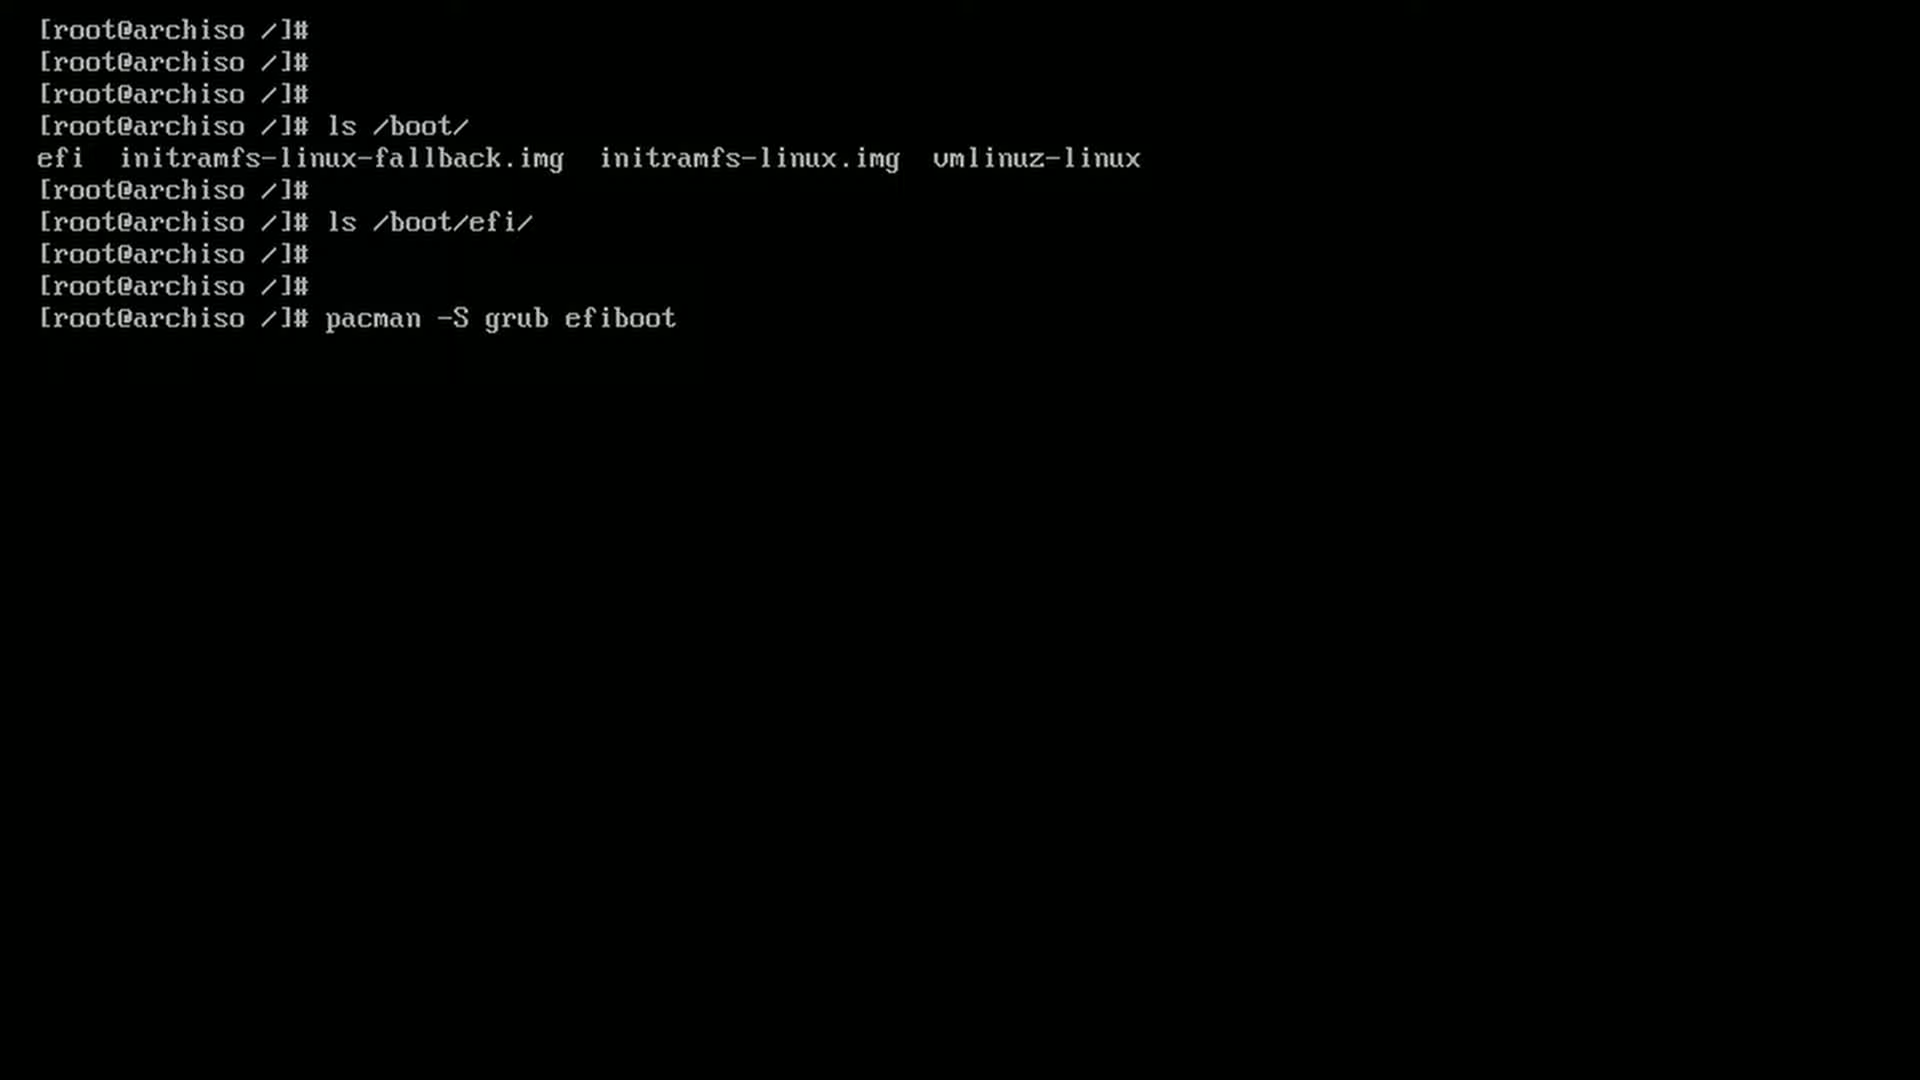 [root@archiso /]#
[root@archiso /]#
[root@archiso /]#
[root@archiso /]# ls /boot/
efi  initramfs-linux-fallback.img  initramfs-linux.img  vmlinuz-linux
[root@archiso /]#
[root@archiso /]# ls /boot/efi/
[root@archiso /]#
[root@archiso /]#
[root@archiso /]# pacman -S grub efiboot